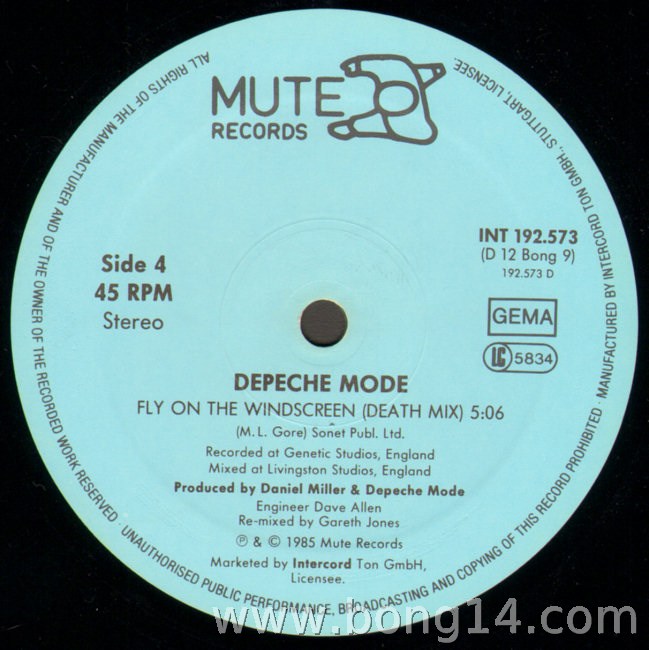 MUTE
RECORDS
ALL RIGHTS OF THE MANUFACTURER AND OF THE OWNER OF THE RECORDED WORK RESERVED · UNAUTHORISED PUBLIC PERFORMANCE, BROADCASTING AND COPYING OF THIS RECORD PROHIBITED · MANUFACTURED BY INTERCORD TON GMBH., STUTTGART, LICENSEE.
Side 4
45 RPM
Stereo
INT 192.573
(D 12 Bong 9)
192.573 D
GEMA
LC 5834
DEPECHE MODE
FLY ON THE WINDSCREEN (DEATH MIX) 5:06
(M. L. Gore) Sonet Publ. Ltd.
Recorded at Genetic Studios, England
Mixed at Livingston Studios, England
Produced by Daniel Miller & Depeche Mode
Engineer Dave Allen
Re-mixed by Gareth Jones
℗ & © 1985 Mute Records
Marketed by Intercord Ton GmbH,
Licensee.
www.bong14.com